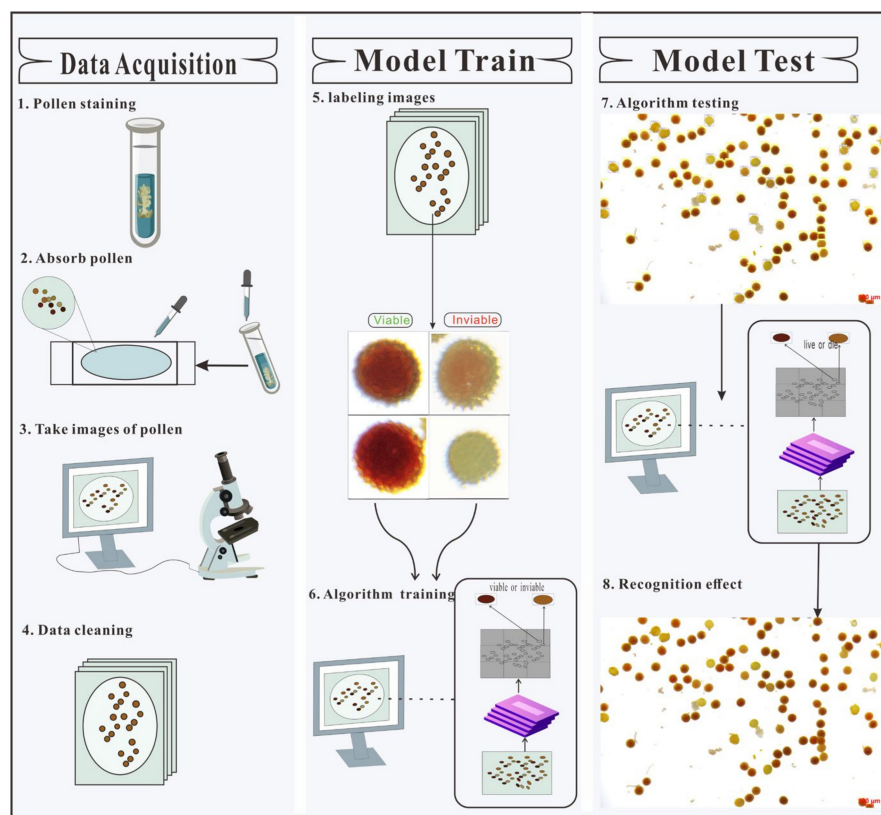 Data Acquisition
1. Pollen staining
2. Absorb pollen
3. Take images of pollen
4. Data cleaning
Model Train
5. labeling images
Viable
Inviable
6. Algorithm training
viable or inviable
Model Test
7. Algorithm testing
live or die
8. Recognition effect